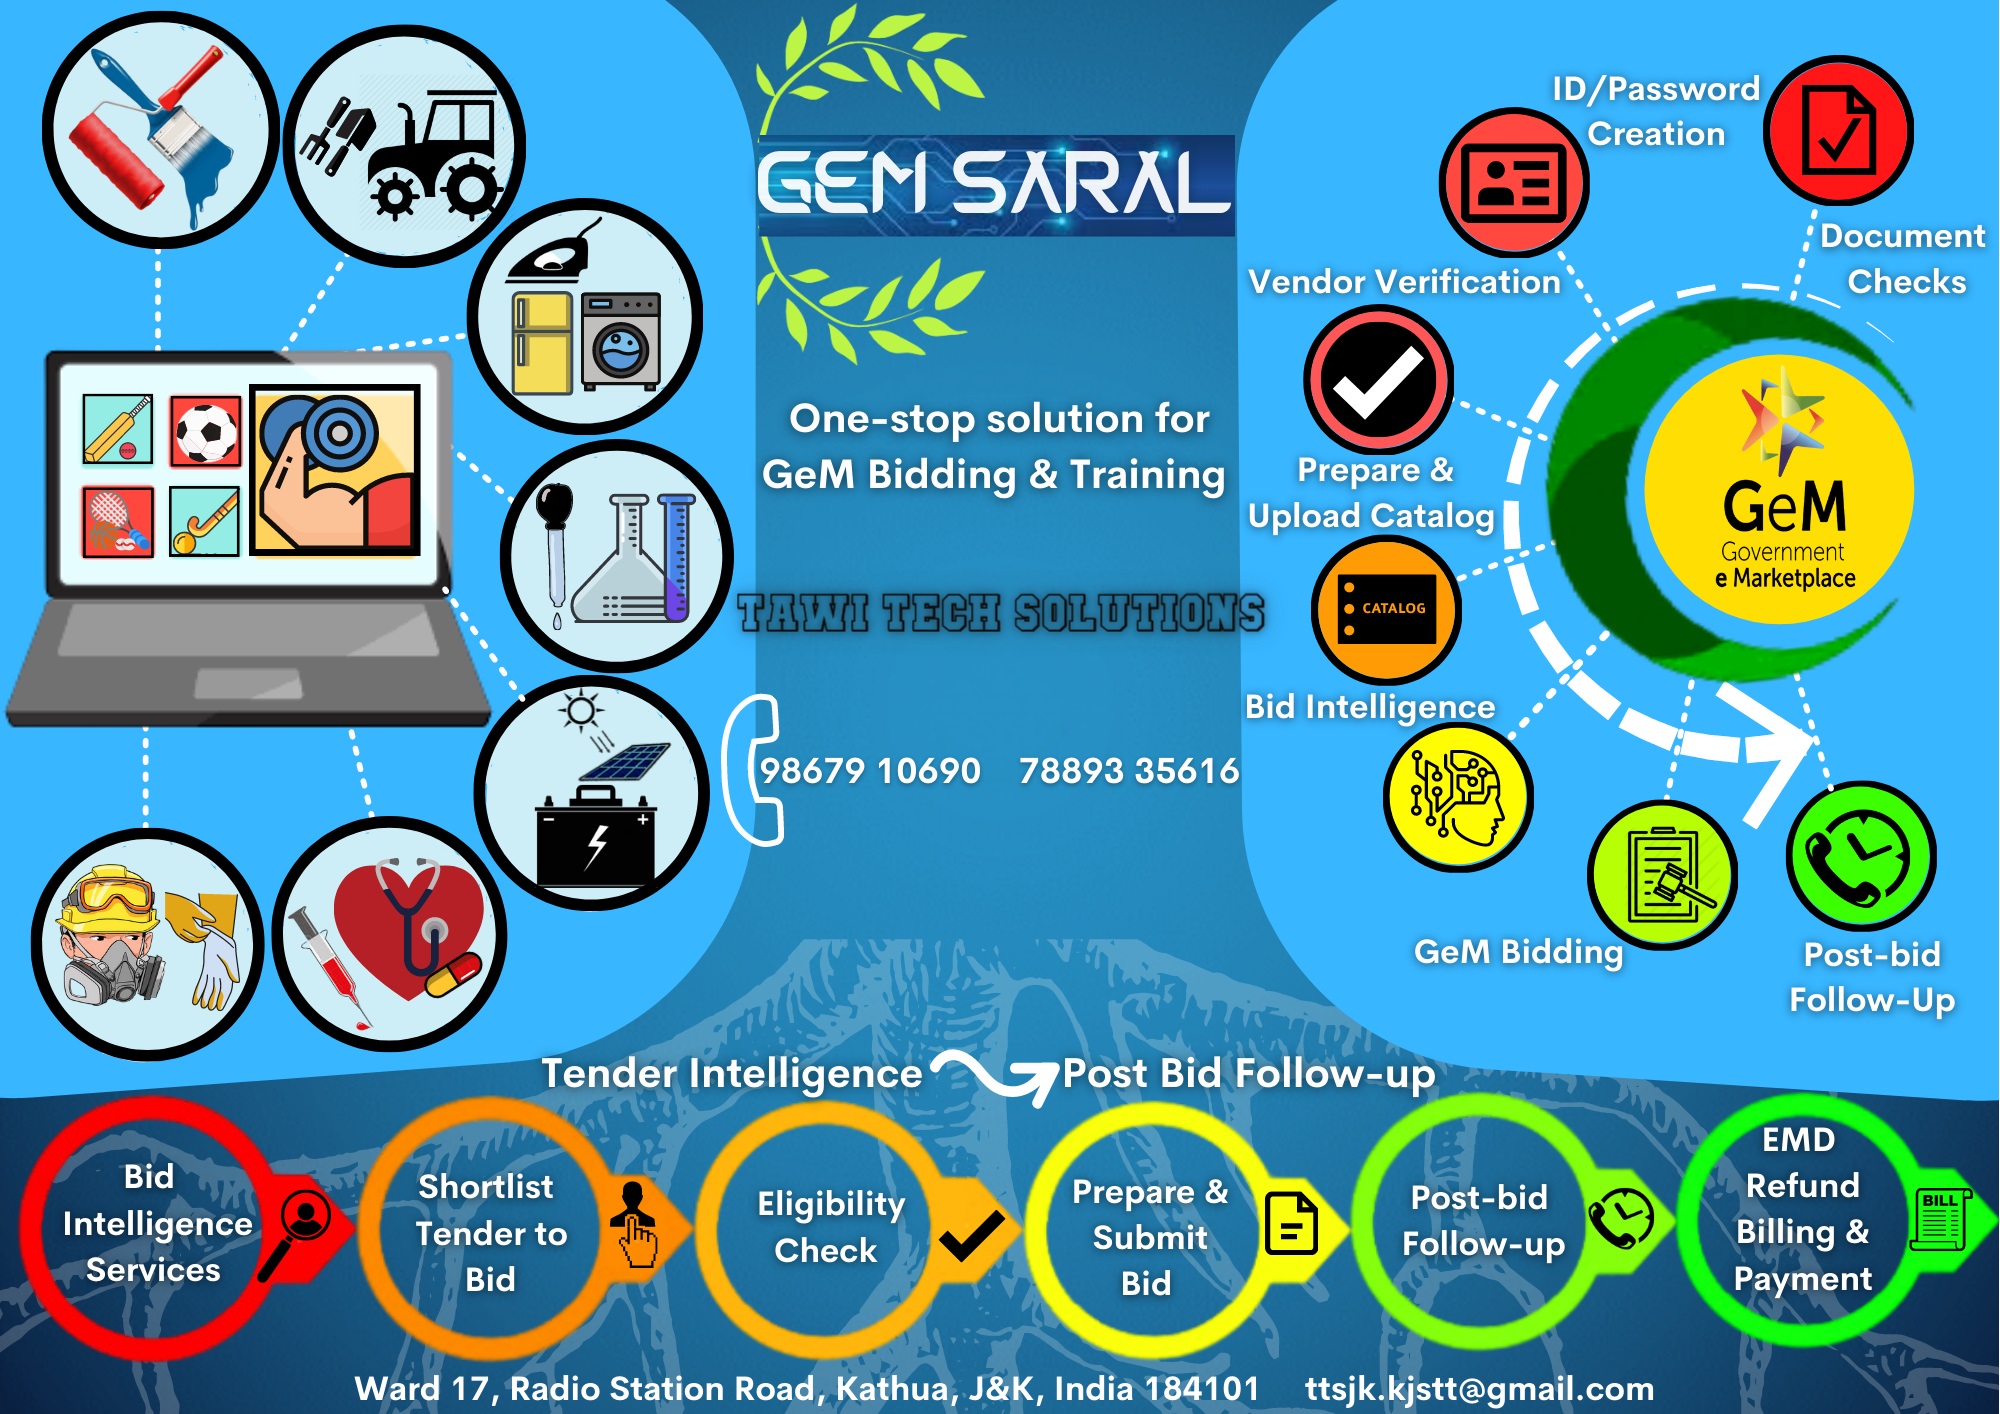 GEM SARAL
One-stop solution for
GeM Bidding & Training
TAWI TECH SOLUTIONS
98679 10690 78893 35616
ID/Password
Creation
Document
Checks
Vendor Verification
Prepare &
Upload Catalog
CATALOG
Bid Intelligence
GeM Bidding
Post-bid
Follow-Up
GeM
Government
e Marketplace
Tender Intelligence
Post Bid Follow-up
Bid
Intelligence
Services
Shortlist
Tender to
Bid
Eligibility
Check
Prepare &
Submit
Bid
Post-bid
Follow-up
EMD
Refund
Billing &
Payment
BILL
Ward 17, Radio Station Road, Kathua, J&K, India 184101 ttsjk.kjstt@gmail.com